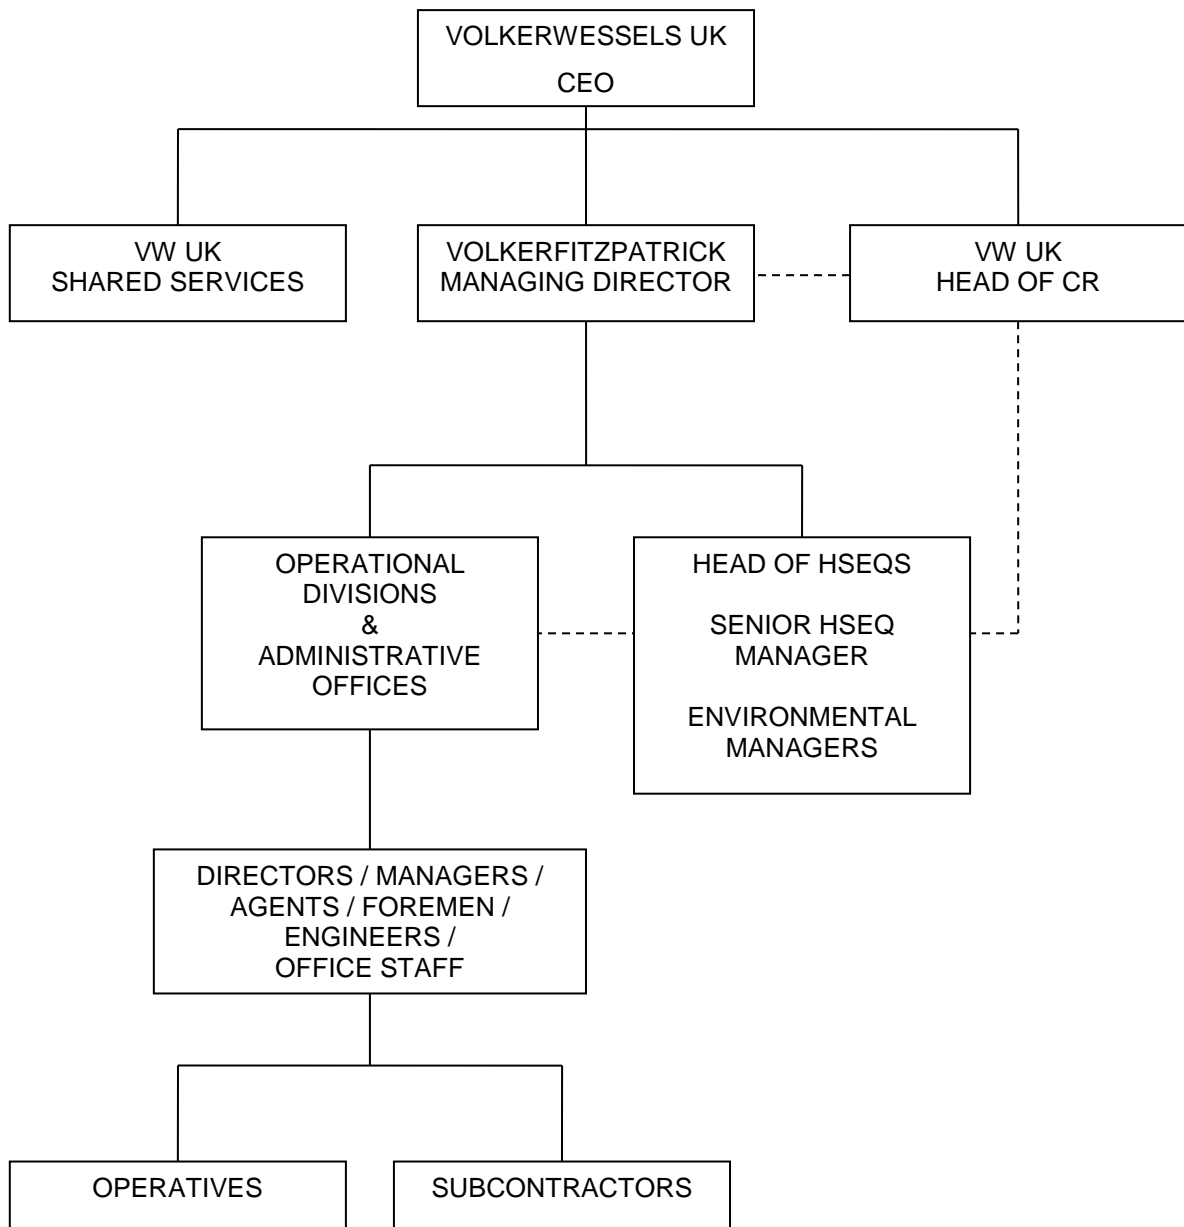 VOLKERWESSELS UK
CEO
VW UK
SHARED SERVICES
VOLKERFITZPATRICK
MANAGING DIRECTOR
VW UK
HEAD OF CR
OPERATIONAL
DIVISIONS
&
ADMINISTRATIVE
OFFICES
HEAD OF HSEQS
SENIOR HSEQ
MANAGER
ENVIRONMENTAL
MANAGERS
DIRECTORS / MANAGERS /
AGENTS / FOREMEN /
ENGINEERS /
OFFICE STAFF
OPERATIVES
SUBCONTRACTORS